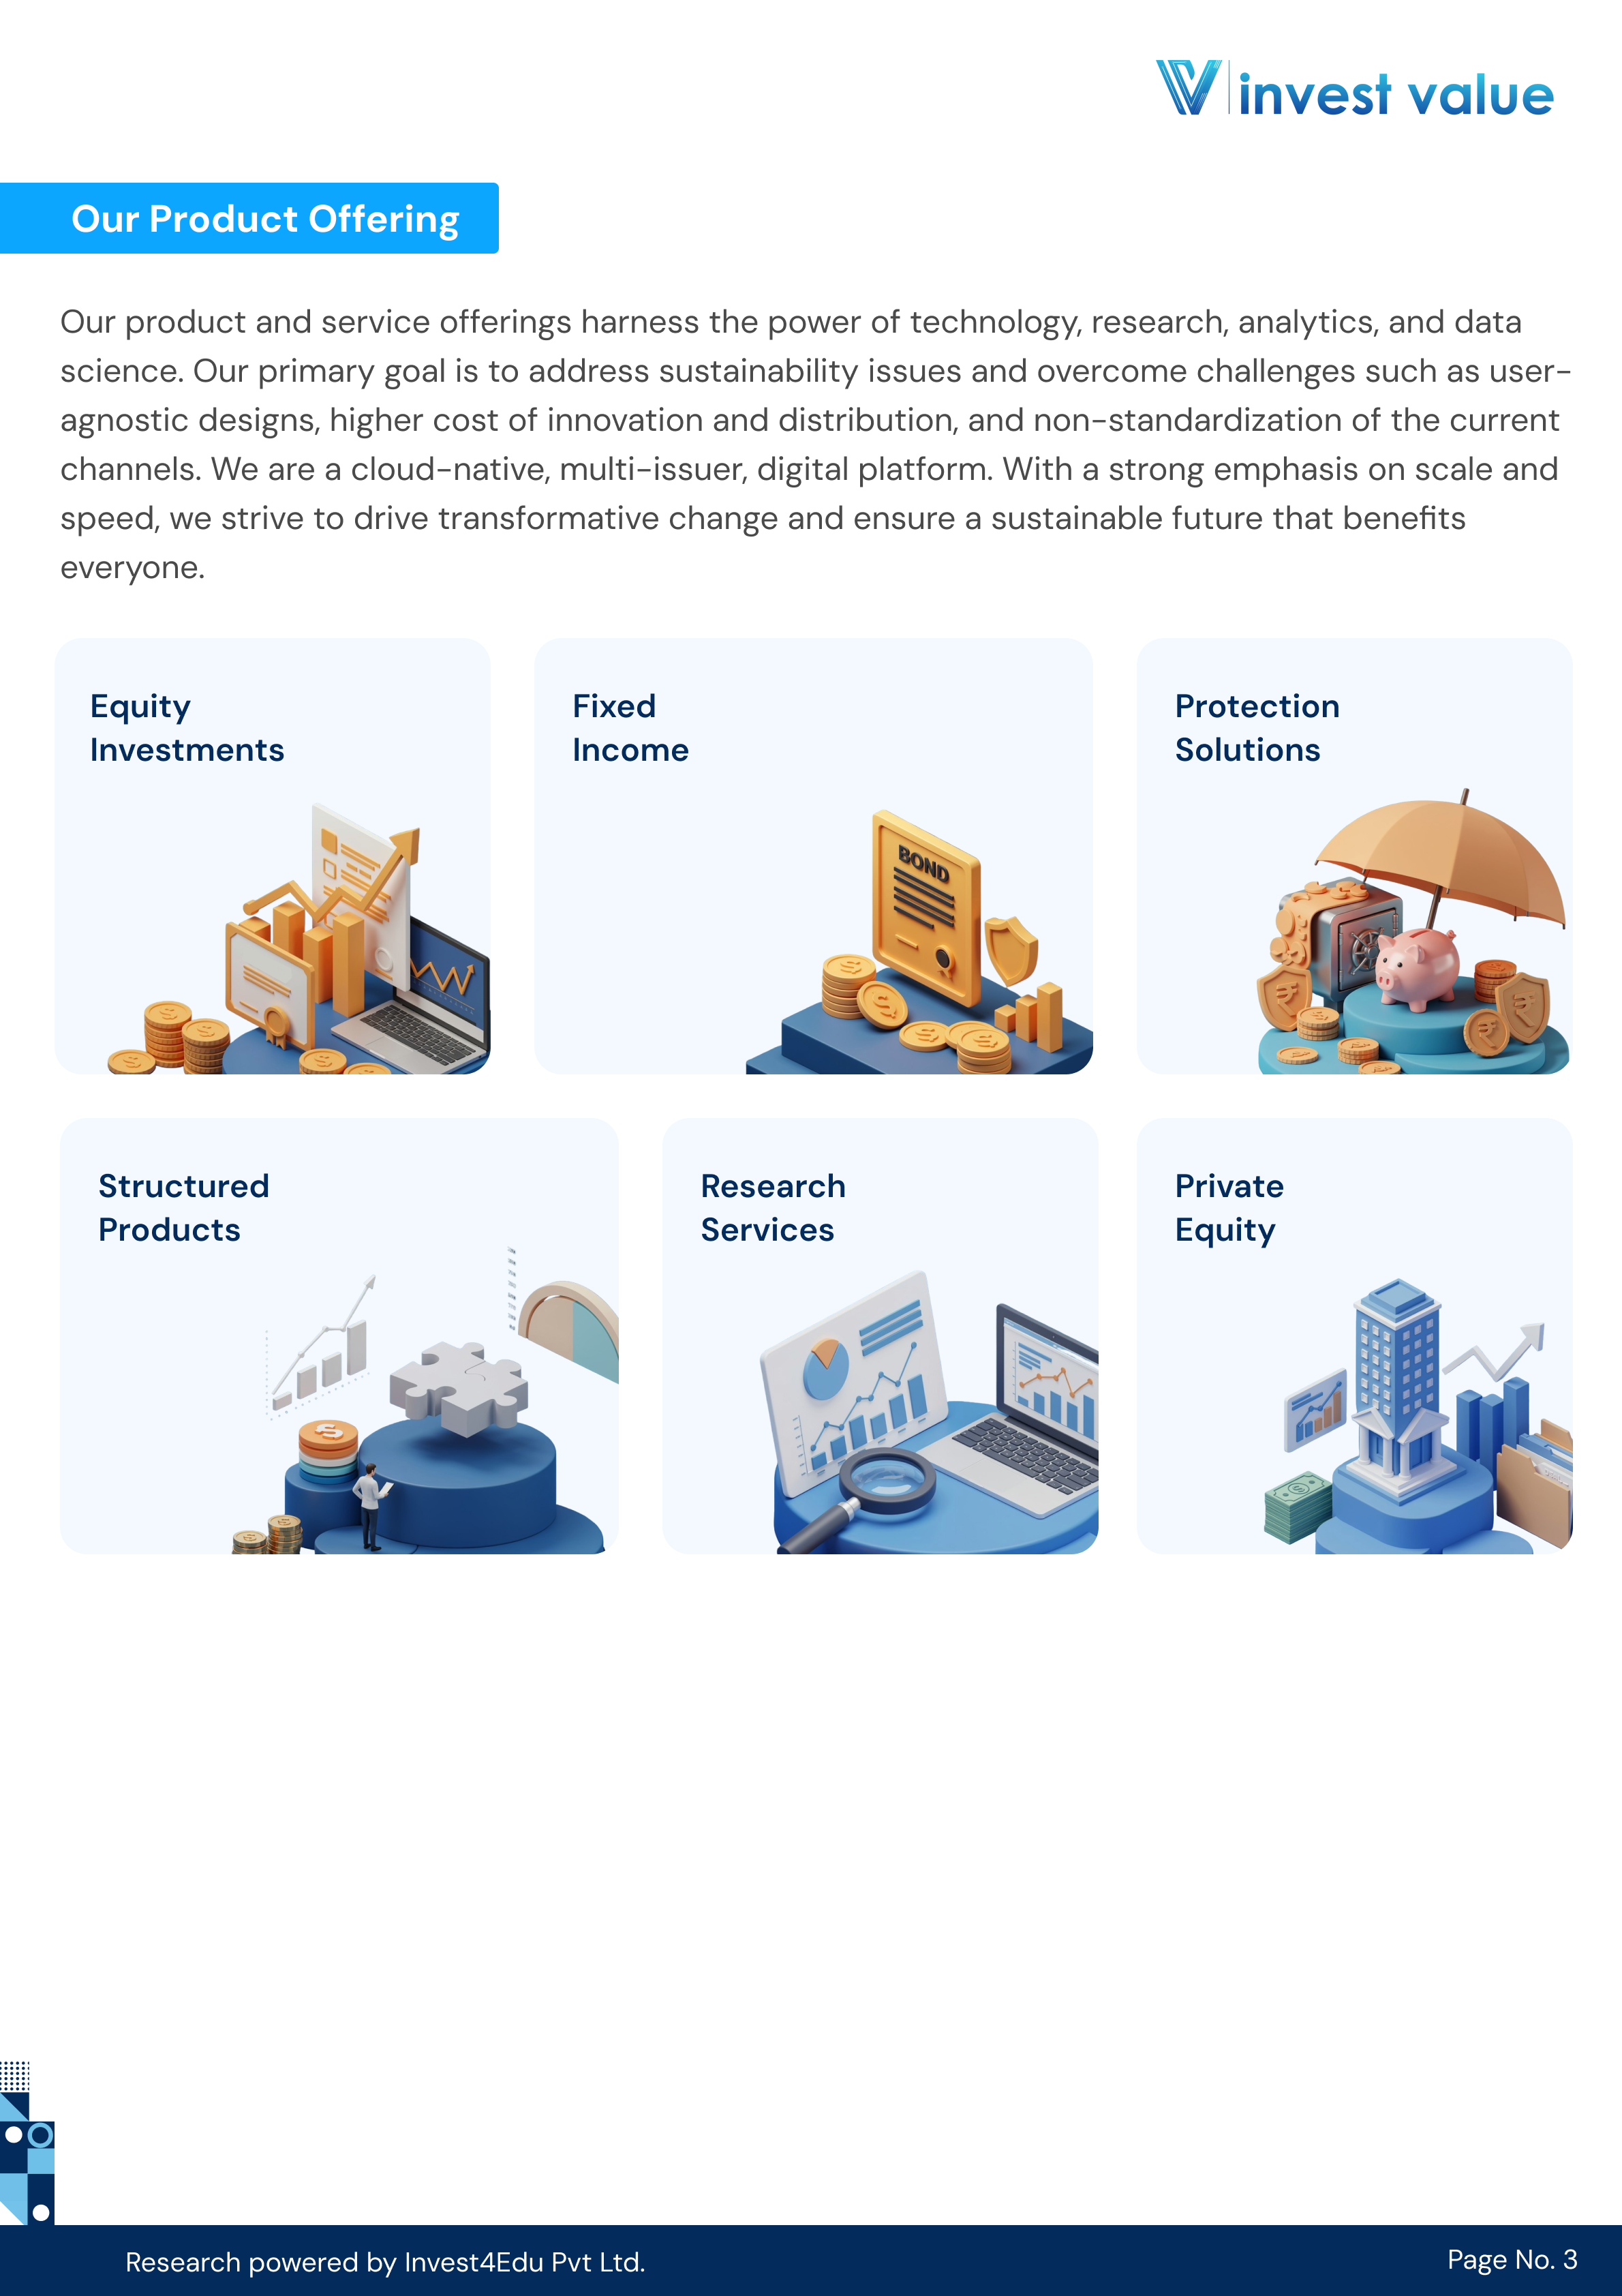 invest value
Our Product Offering
Our product and service offerings harness the power of technology, research, analytics, and data
science. Our primary goal is to address sustainability issues and overcome challenges such as user-
agnostic designs, higher cost of innovation and distribution, and non-standardization of the current
channels. We are a cloud-native, multi-issuer, digital platform. With a strong emphasis on scale and
speed, we strive to drive transformative change and ensure a sustainable future that benefits
everyone.
Equity
Investments
Fixed
Income
BOND
Protection
Solutions
Structured
Products
Research
Services
Private
Equity
Research powered by Invest4Edu Pvt Ltd.
Page No. 3